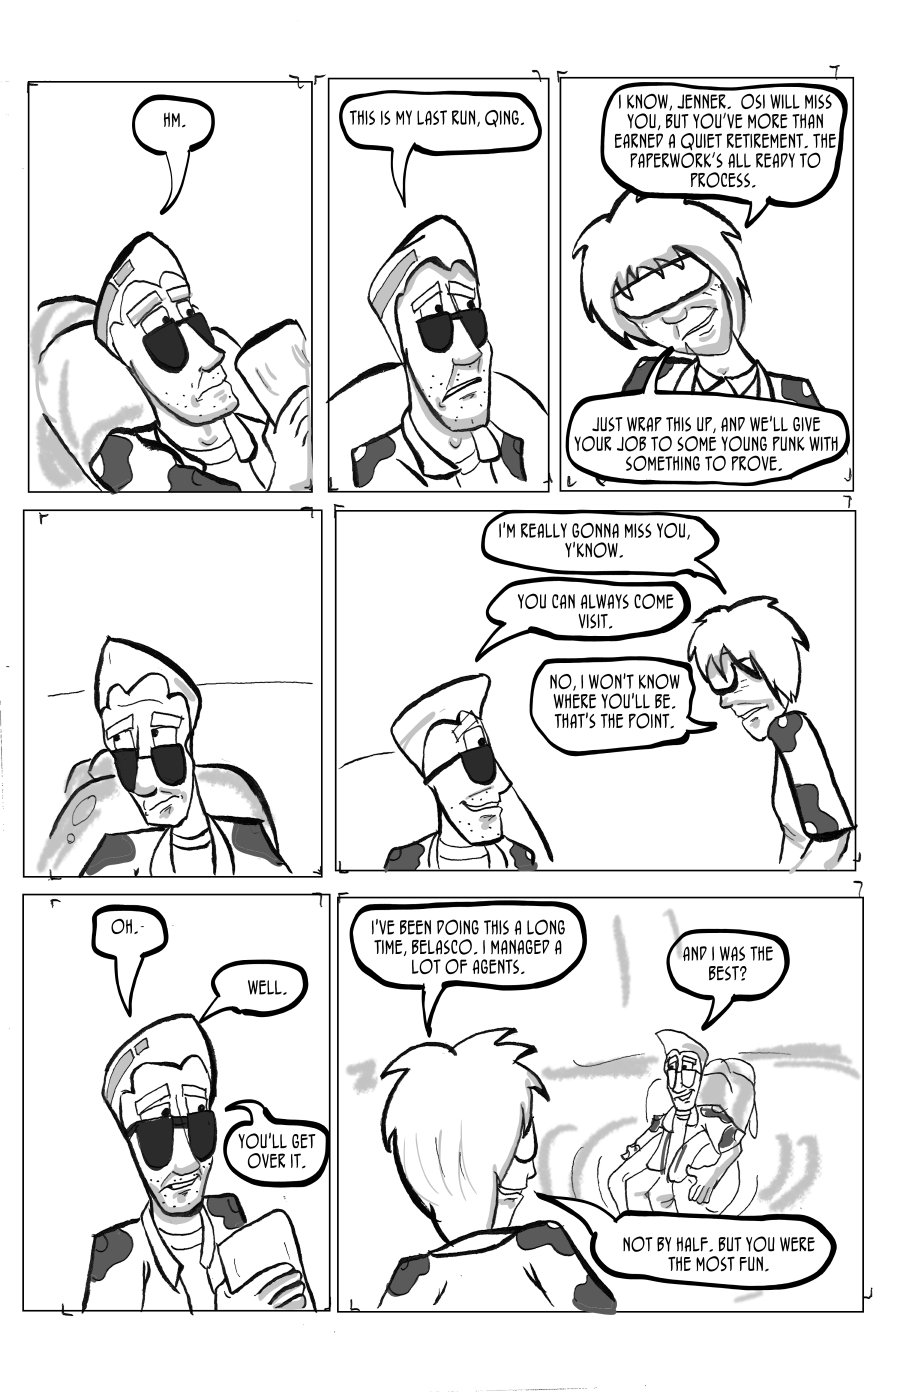 HM.
THIS IS MY LAST RUN, QING.
I KNOW, JENNER. OSI WILL MISS
YOU, BUT YOU'VE MORE THAN
EARNED A QUIET RETIREMENT. THE
PAPERWORK'S ALL READY TO
PROCESS.
JUST WRAP THIS UP, AND WE'LL GIVE
YOUR JOB TO SOME YOUNG PUNK WITH
SOMETHING TO PROVE.
I'M REALLY GONNA MISS YOU,
Y'KNOW.
YOU CAN ALWAYS COME
VISIT.
NO, I WON'T KNOW
WHERE YOU'LL BE.
THAT'S THE POINT.
OH.
WELL.
YOU'LL GET
OVER IT.
I'VE BEEN DOING THIS A LONG
TIME, BELASCO. I MANAGED A
LOT OF AGENTS.
AND I WAS THE
BEST?
NOT BY HALF. BUT YOU WERE
THE MOST FUN.